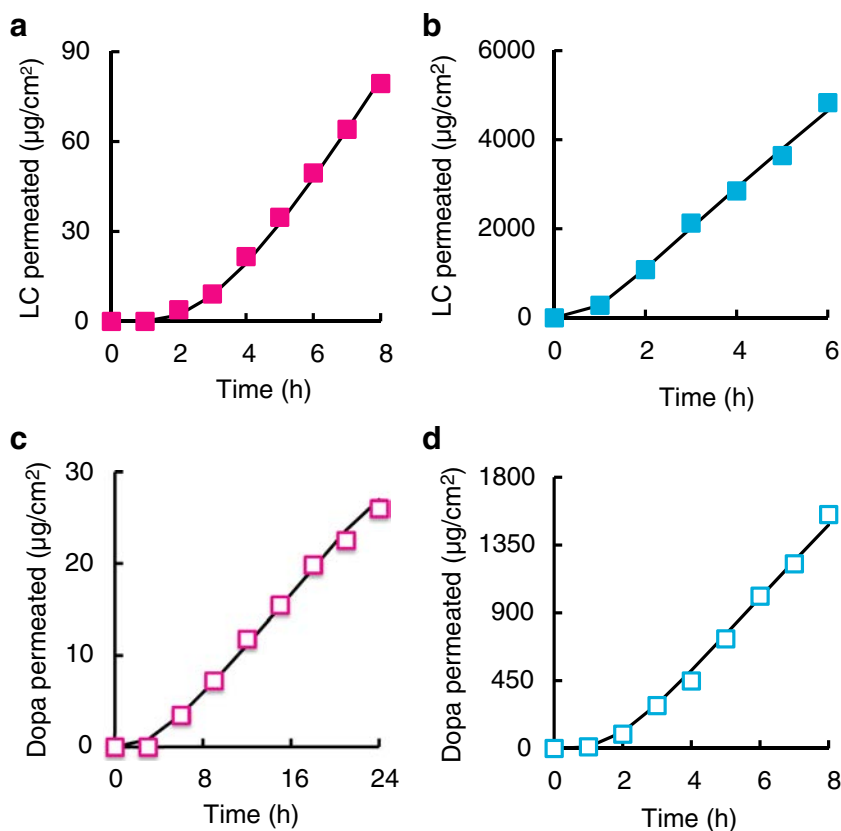 a
90
60
30
0
LC permeated (µg/cm²)
0 2 4 6 8
Time (h)
b
6000
4000
2000
0
LC permeated (µg/cm²)
0 2 4 6
Time (h)
c
30
20
10
0
Dopa permeated (µg/cm²)
0 8 16 24
Time (h)
d
1800
1350
900
450
0
Dopa permeated (µg/cm²)
0 2 4 6 8
Time (h)